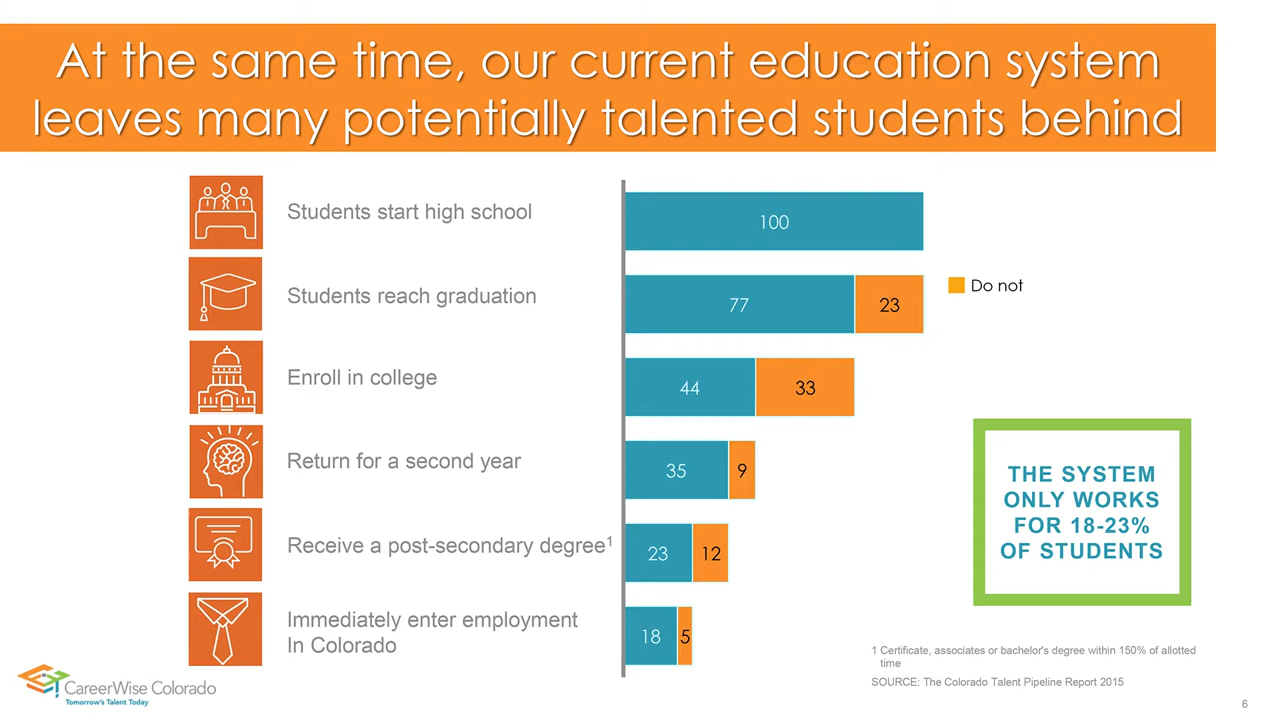 At the same time, our current education system
leaves many potentially talented students behind
Students start high school
100
Students reach graduation
77
23
Do not
Enroll in college
44
33
Return for a second year
35
9
Receive a post-secondary degree¹
23
12
Immediately enter employment
In Colorado
18
5
THE SYSTEM
ONLY WORKS
FOR 18-23%
OF STUDENTS
1 Certificate, associates or bachelor's degree within 150% of allotted
time
SOURCE: The Colorado Talent Pipeline Report 2015
CareerWise Colorado
Tomorrow's Talent Today
6